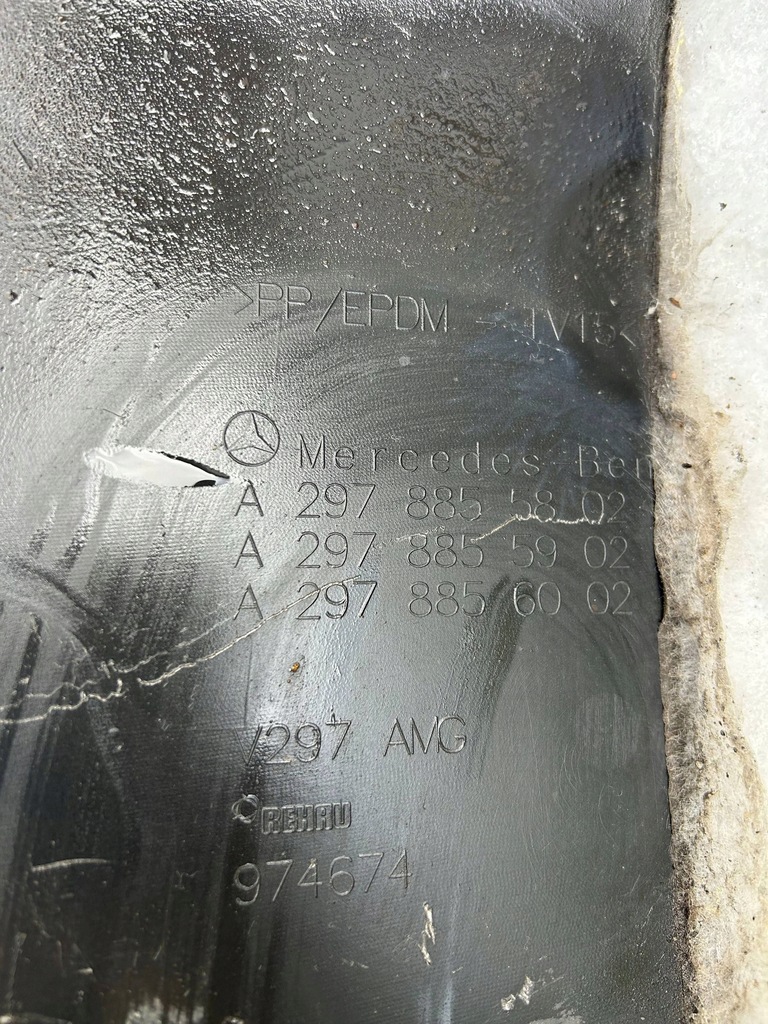 >PP/EPDM - TV15<
Mercedes-Ben
A 297 885 58 02
A 297 885 59 02
A 297 885 60 02
V297 AMG
REHAU
974674